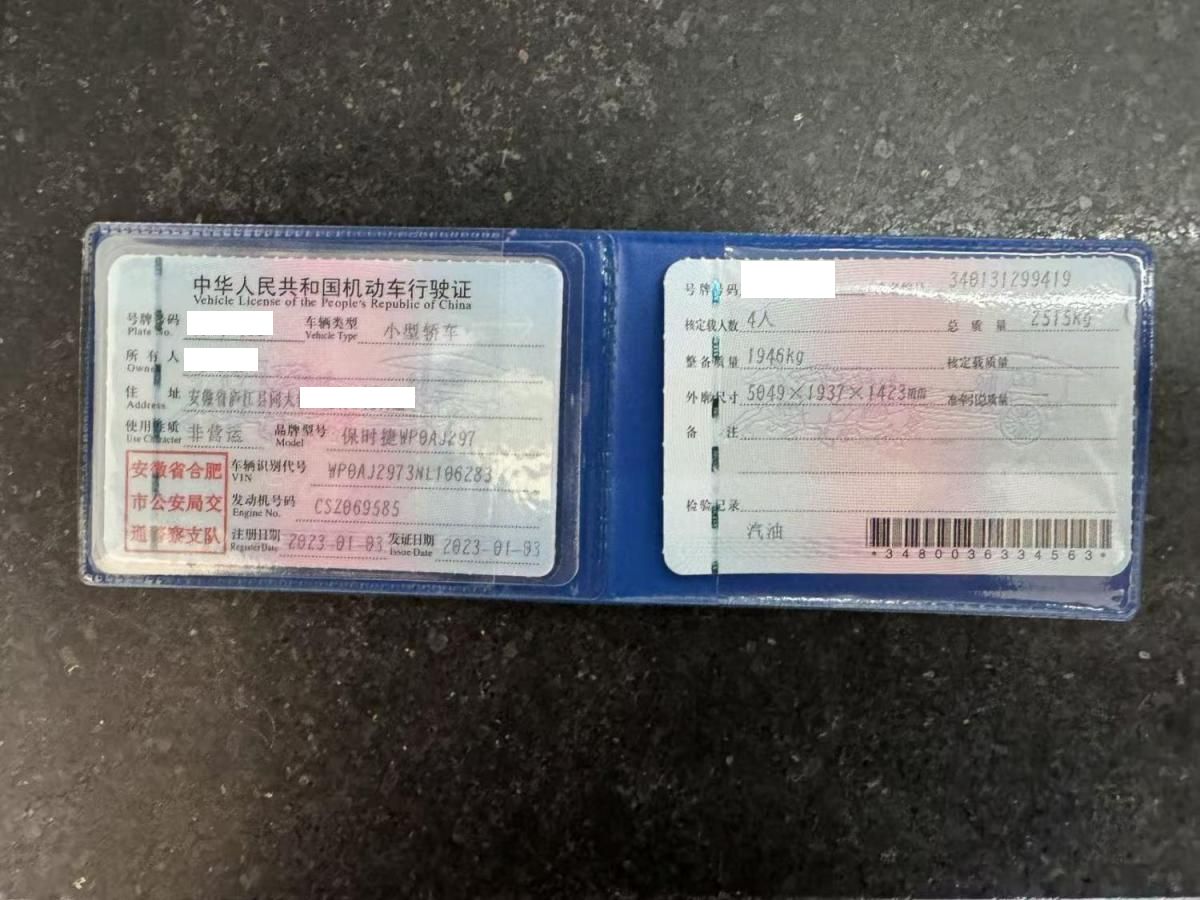 中华人民共和国机动车行驶证
Vehicle License of the People's Republic of China
号牌号码 车辆类型 小型轿车
Plate No. Vehicle Type
所有人
Owner
住址 安徽省庐江县同大
Address
使用性质 非营运 品牌型号 保时捷WP0AJ297
Use Character Model
安徽省合肥
市公安局交
通警察支队
车辆识别代号 WP0AJ2973NL106283
VIN
发动机号码 CSZ069585
Engine No.
注册日期 2023-01-03 发证日期 2023-01-03
Register Date Issue Date
号牌号码 340131299419
核定载人数 4人 总质量 2515kg
整备质量 1946kg 核定载质量
外廓尺寸 5049×1937×1423mm 准牵引总质量
备注
检验记录
汽油
*3480036334563*